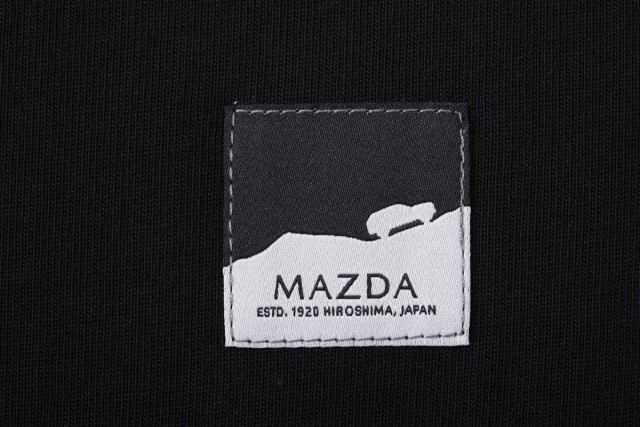 MAZDA
ESTD. 1920 HIROSHIMA, JAPAN